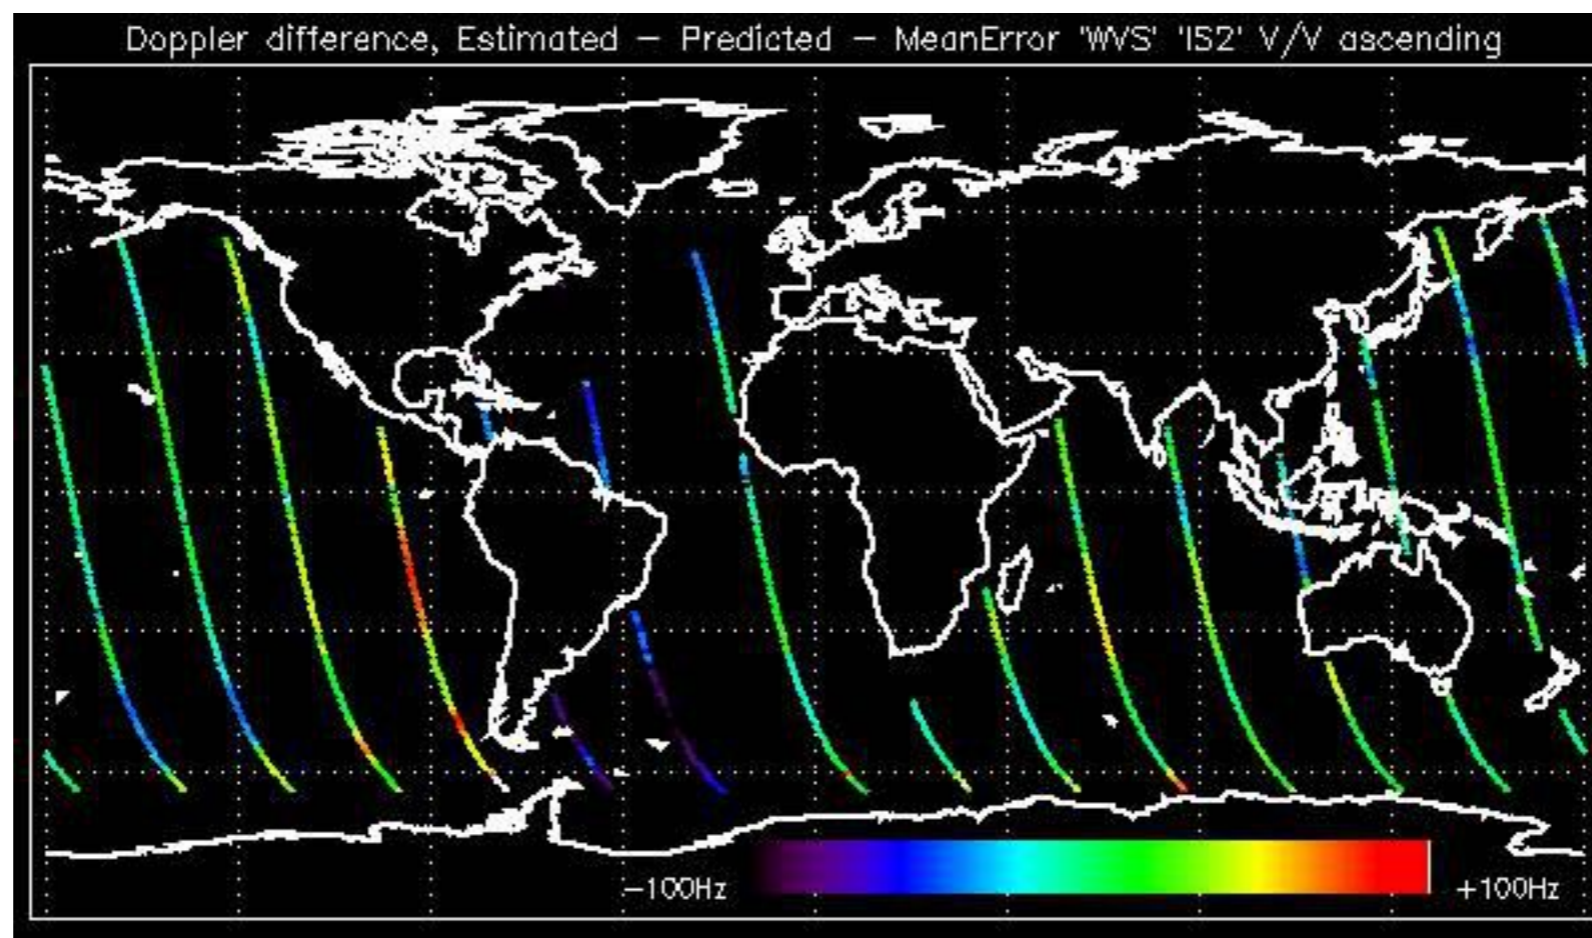 Doppler difference, Estimated – Predicted – MeanError 'WVS' 'IS2' V/V ascending
−100Hz +100Hz